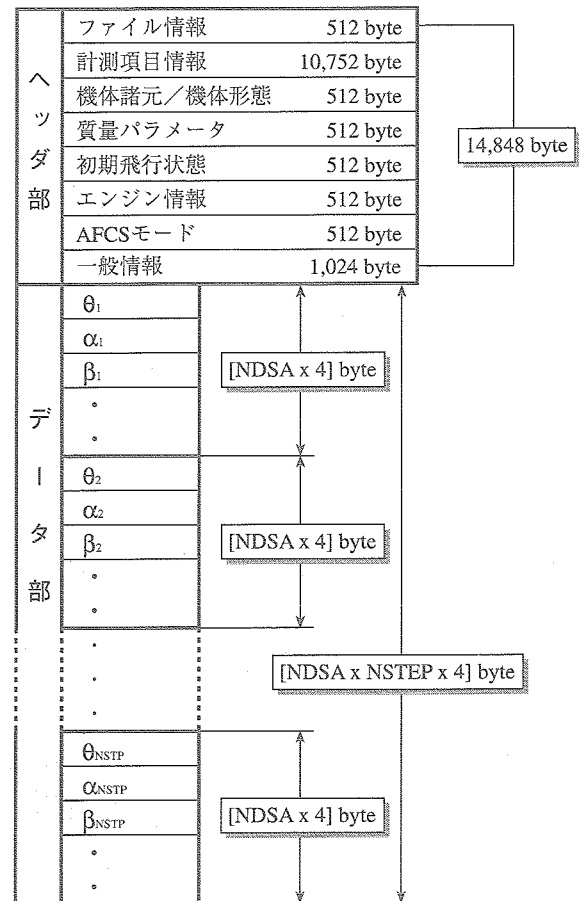 ヘッダ部
ファイル情報 512 byte
計測項目情報 10,752 byte
機体諸元／機体形態 512 byte
質量パラメータ 512 byte
初期飛行状態 512 byte
エンジン情報 512 byte
AFCSモード 512 byte
一般情報 1,024 byte
14,848 byte
データ部
θ1
α1
β1
[NDSA x 4] byte
θ2
α2
β2
[NDSA x 4] byte
[NDSA x NSTEP x 4] byte
θNSTP
αNSTP
βNSTP
[NDSA x 4] byte